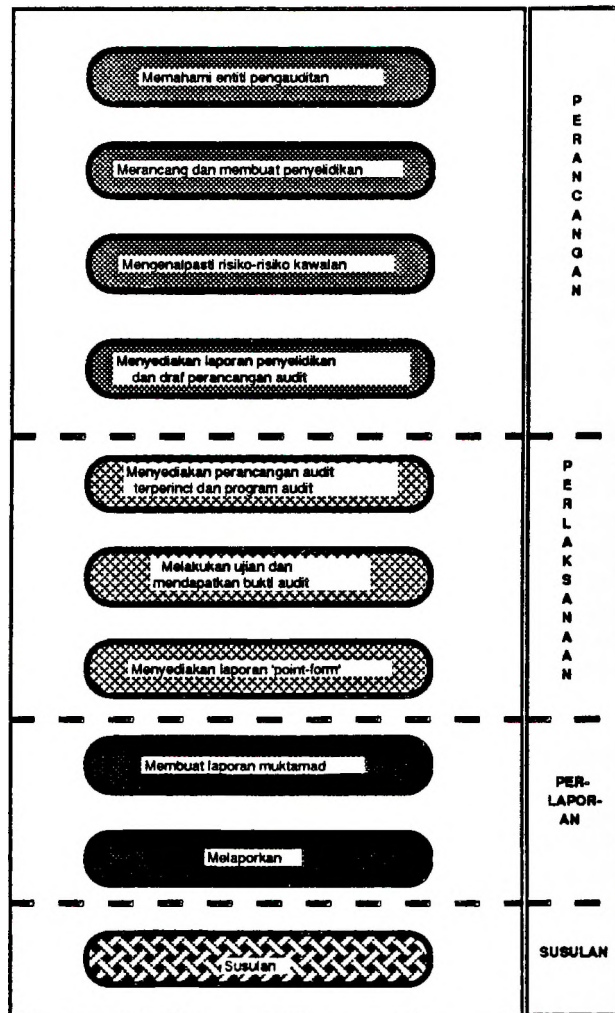 Memahami entiti pengauditan
Merancang dan membuat penyelidikan
Mengenalpasti risiko-risiko kawalan
Menyediakan laporan penyelidikan
dan draf perancangan audit
PERANCANGAN
Menyediakan perancangan audit
terperinci dan program audit
Melakukan ujian dan
mendapatkan bukti audit
Menyediakan laporan 'point-form'
PERLAKSANAAN
Membuat laporan muktamad
Melaporkan
PER-
LAPOR-
AN
Susulan
SUSULAN